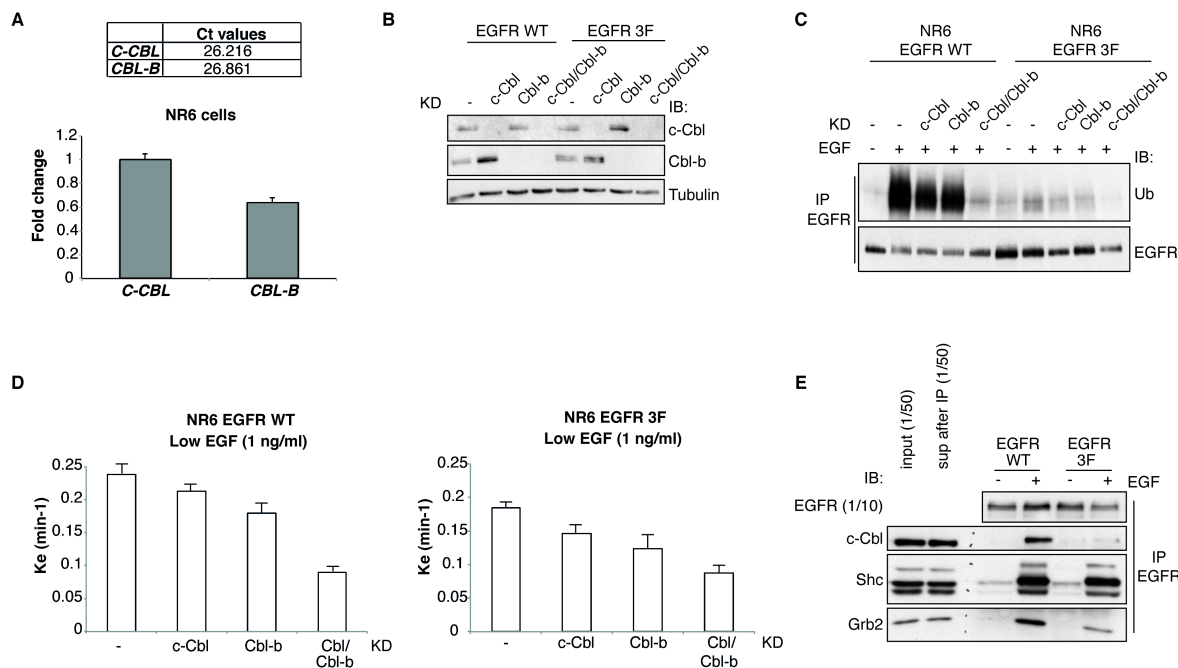 A
Ct values
C-CBL 26.216
CBL-B 26.861
NR6 cells
Fold change
1.2
1
0.8
0.6
0.4
0.2
0
C-CBL CBL-B
B
EGFR WT EGFR 3F
KD - c-Cbl Cbl-b c-Cbl/Cbl-b - c-Cbl Cbl-b c-Cbl/Cbl-b
IB:
c-Cbl
Cbl-b
Tubulin
C
NR6 NR6
EGFR WT EGFR 3F
KD - - c-Cbl Cbl-b c-Cbl/Cbl-b - - c-Cbl Cbl-b c-Cbl/Cbl-b
EGF - + + + + - + + + +
IB:
IP
EGFR
Ub
EGFR
D
NR6 EGFR WT
Low EGF (1 ng/ml)
Ke (min-1)
0.25
0.2
0.15
0.1
0.05
0
- c-Cbl Cbl-b Cbl/ KD
Cbl-b
NR6 EGFR 3F
Low EGF (1 ng/ml)
Ke (min-1)
0.25
0.2
0.15
0.1
0.05
0
- c-Cbl Cbl-b Cbl/ KD
Cbl-b
E
input (1/50)
sup after IP (1/50)
EGFR EGFR
WT 3F
IB: - + - + EGF
EGFR (1/10)
c-Cbl
Shc
Grb2
IP
EGFR